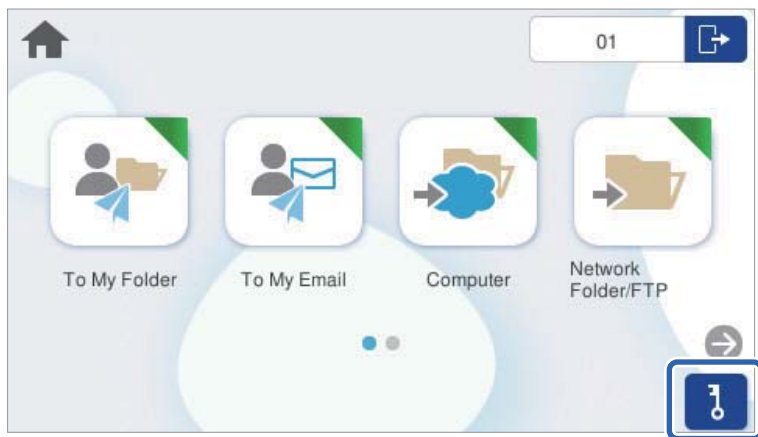 01
To My Folder
To My Email
Computer
Network
Folder/FTP